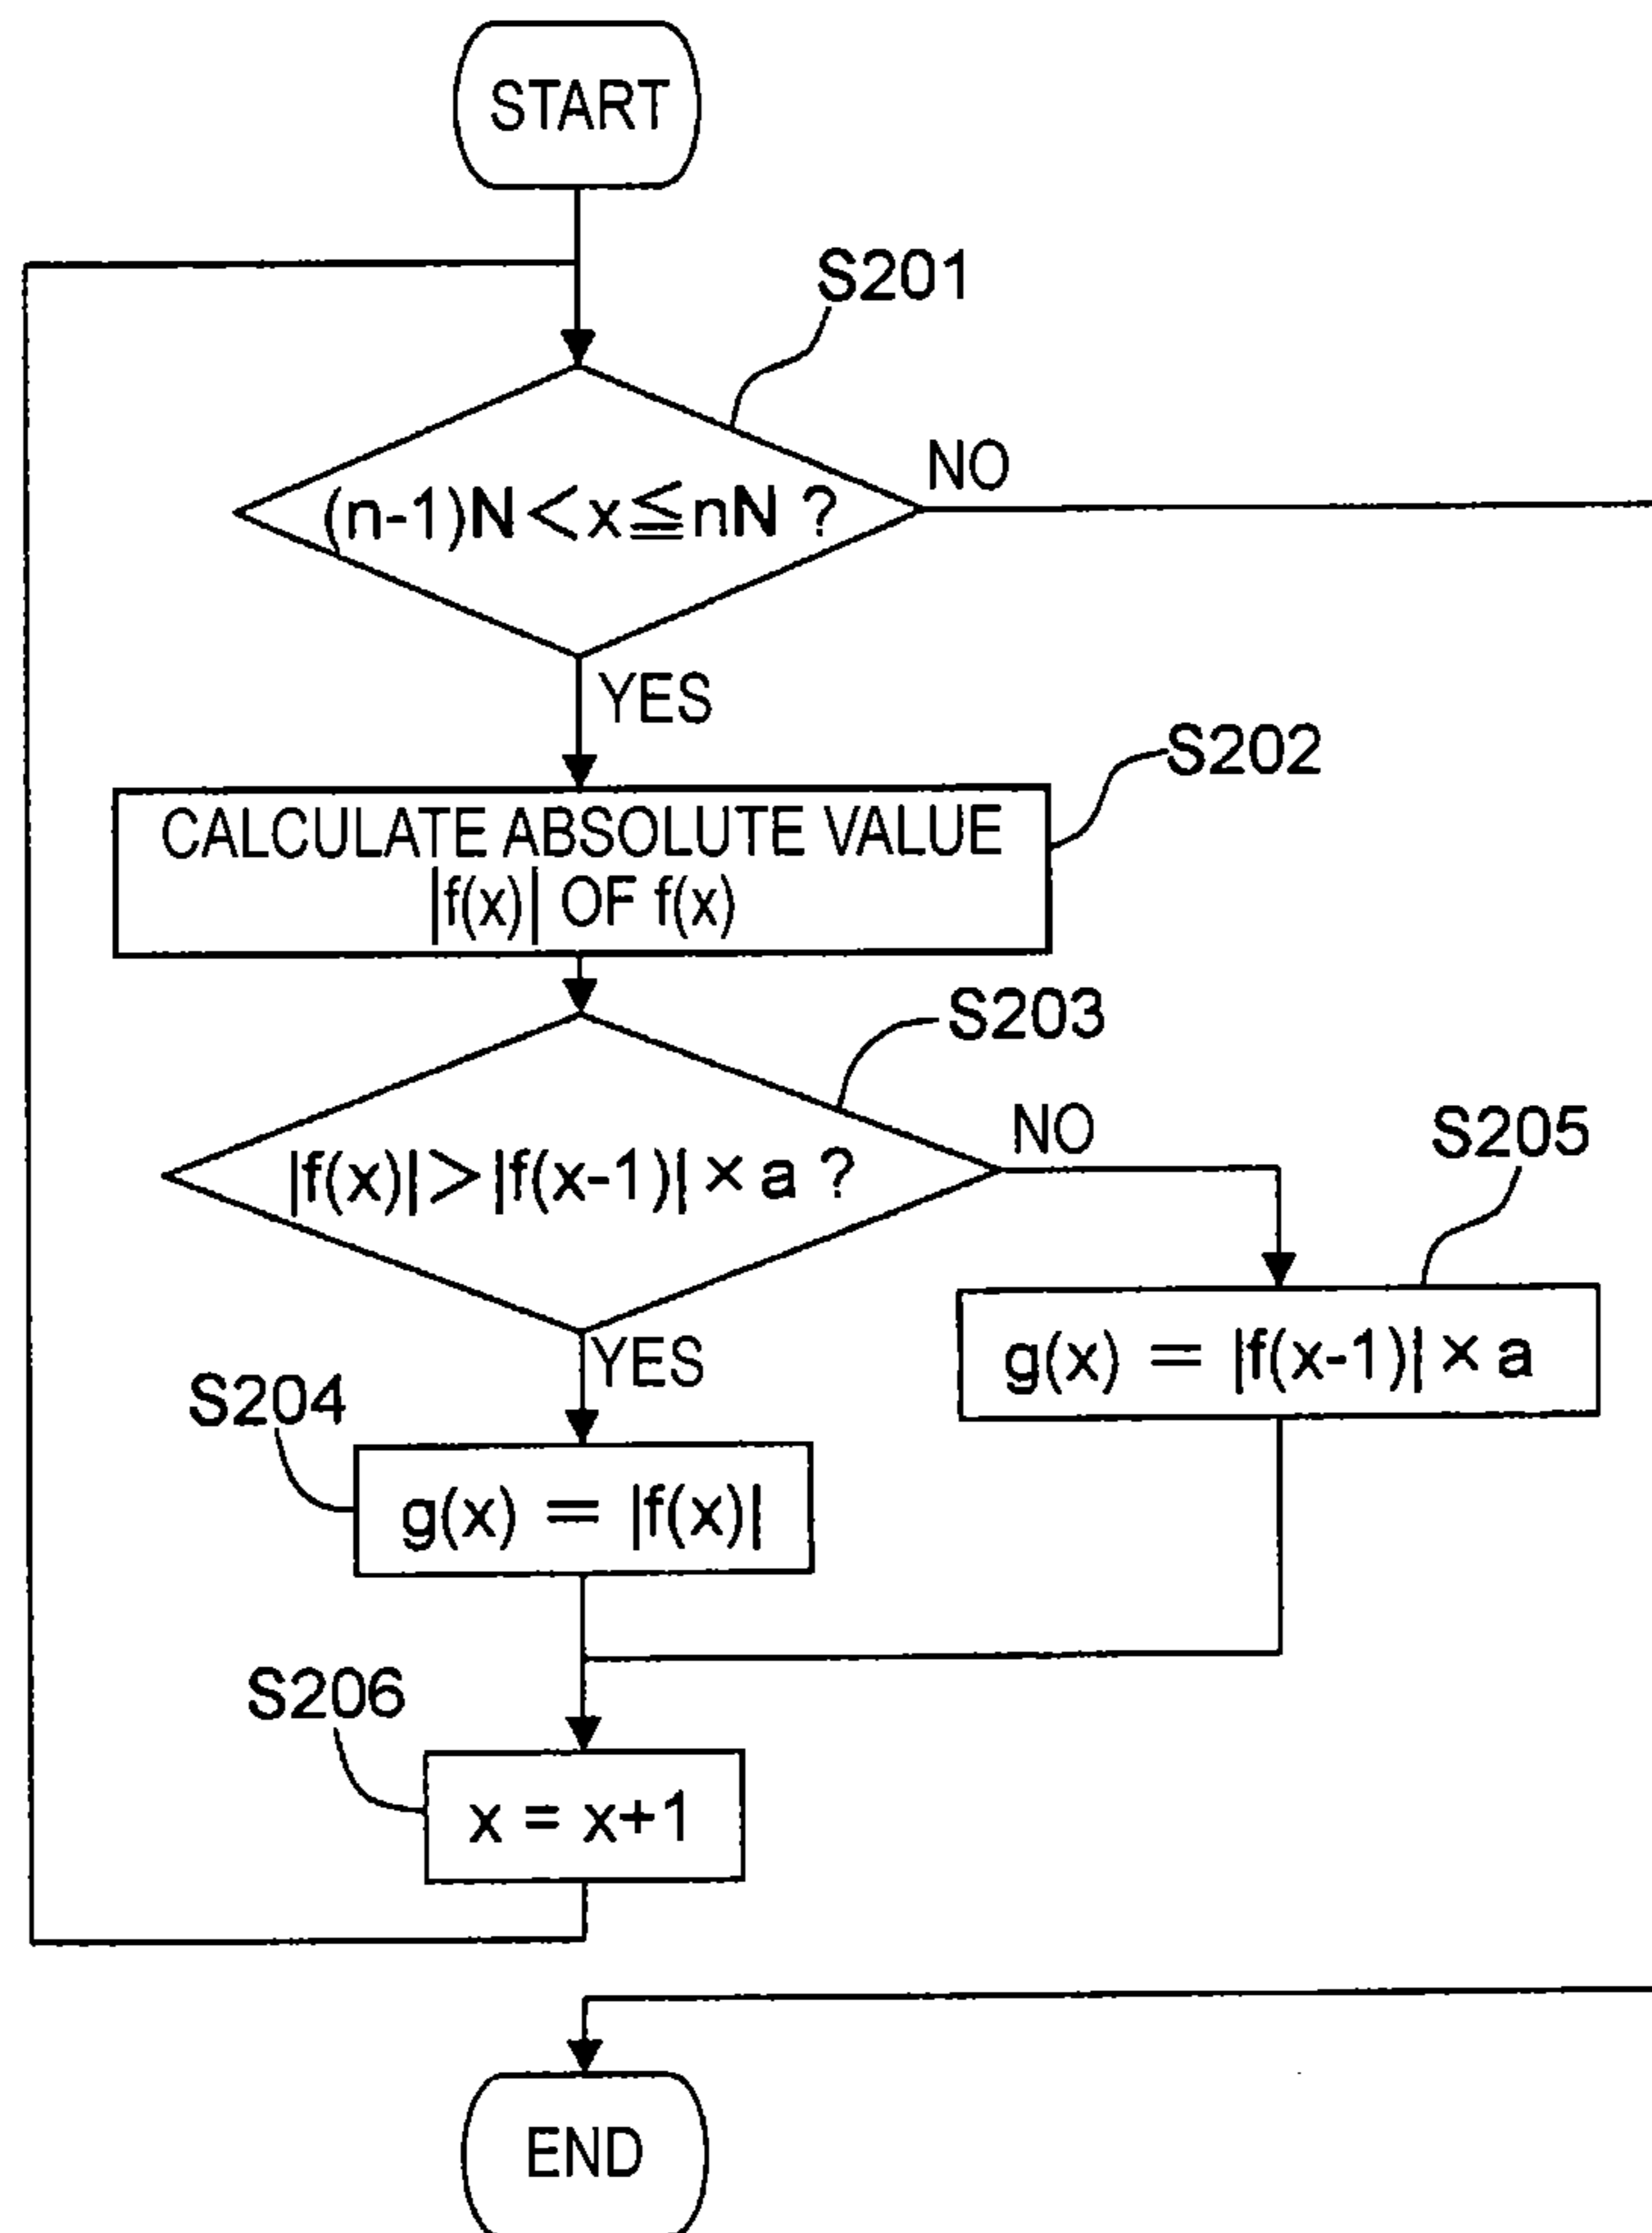 START
S201
(n-1)N<x≦nN ?
NO
YES
S202
CALCULATE ABSOLUTE VALUE
|f(x)| OF f(x)
S203
|f(x)|>|f(x-1)|×a ?
NO
S205
g(x) = |f(x-1)|×a
YES
S204
g(x) = |f(x)|
S206
x = x+1
END